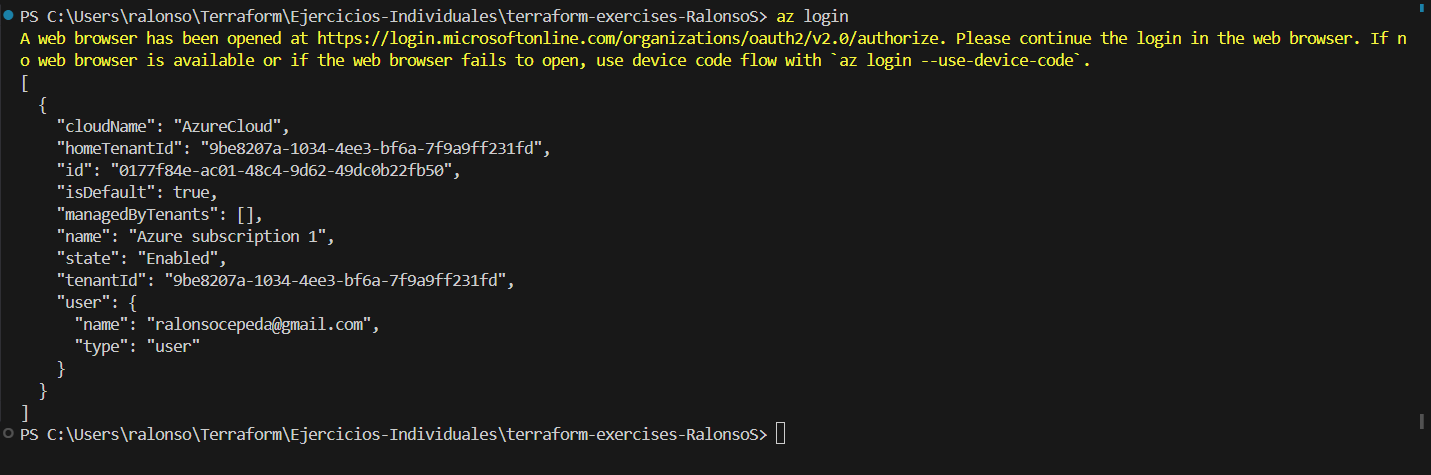 PS C:\Users\ralonso\Terraform\Ejercicios-Individuales\terraform-exercises-RalonsoS> az login
A web browser has been opened at https://login.microsoftonline.com/organizations/oauth2/v2.0/authorize. Please continue the login in the web browser. If n
o web browser is available or if the web browser fails to open, use device code flow with `az login --use-device-code`.
[
  {
    "cloudName": "AzureCloud",
    "homeTenantId": "9be8207a-1034-4ee3-bf6a-7f9a9ff231fd",
    "id": "0177f84e-ac01-48c4-9d62-49dc0b22fb50",
    "isDefault": true,
    "managedByTenants": [],
    "name": "Azure subscription 1",
    "state": "Enabled",
    "tenantId": "9be8207a-1034-4ee3-bf6a-7f9a9ff231fd",
    "user": {
      "name": "ralonsocepeda@gmail.com",
      "type": "user"
    }
  }
]
PS C:\Users\ralonso\Terraform\Ejercicios-Individuales\terraform-exercises-RalonsoS>